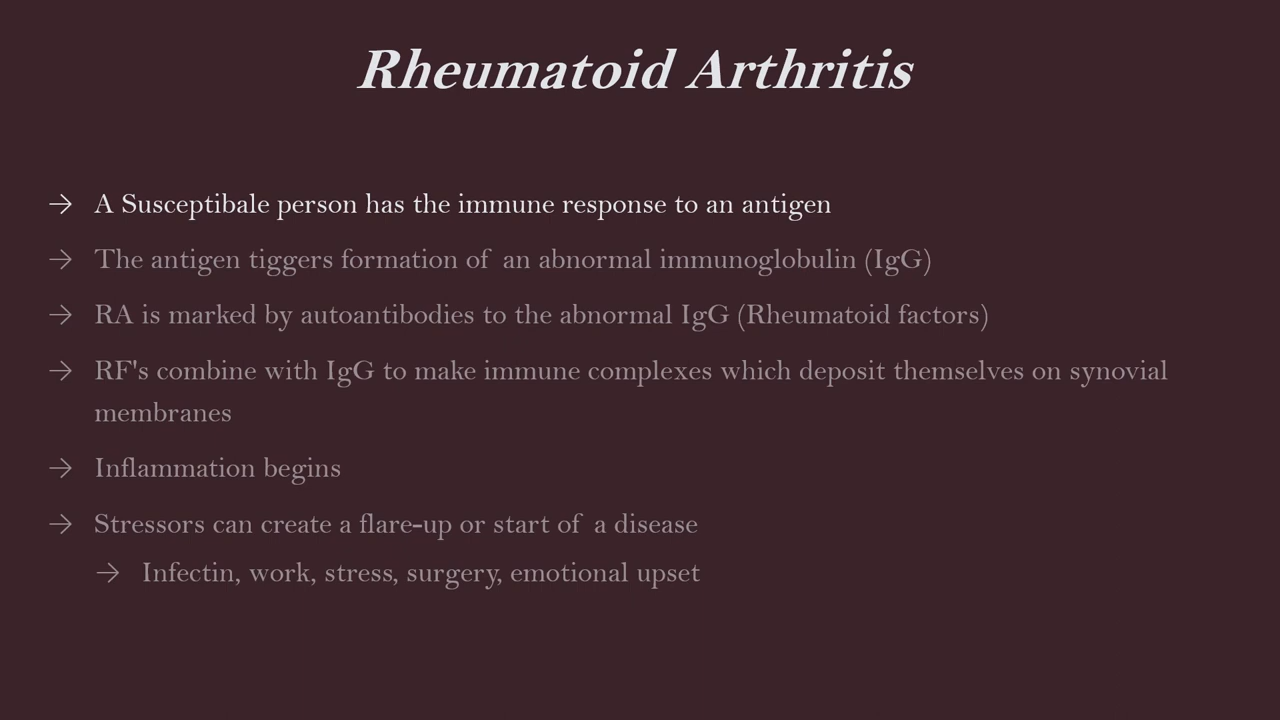 Rheumatoid Arthritis
→ A Susceptibale person has the immune response to an antigen
→ The antigen tiggers formation of an abnormal immunoglobulin (IgG)
→ RA is marked by autoantibodies to the abnormal IgG (Rheumatoid factors)
→ RF's combine with IgG to make immune complexes which deposit themselves on synovial
membranes
→ Inflammation begins
→ Stressors can create a flare-up or start of a disease
→ Infectin, work, stress, surgery, emotional upset